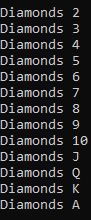 Diamonds 2
Diamonds 3
Diamonds 4
Diamonds 5
Diamonds 6
Diamonds 7
Diamonds 8
Diamonds 9
Diamonds 10
Diamonds J
Diamonds Q
Diamonds K
Diamonds A